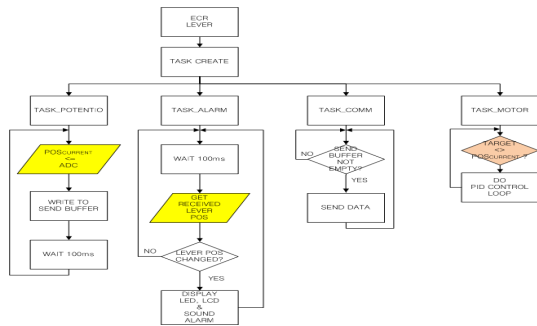 ECR
LEVER
TASK CREATE
TASK_POTENTIO
TASK_ALARM
TASK_COMM
TASK_MOTOR
POSCURRENT
<=
ADC
WRITE TO
SEND BUFFER
WAIT 100ms
WAIT 100ms
GET
RECEIVED
LEVER
POS
NO
LEVER POS
CHANGED?
YES
DISPLAY
LED, LCD
&
SOUND
ALARM
NO
SEND
BUFFER
NOT
EMPTY?
YES
SEND DATA
TARGET
<>
POSCURRENT ?
DO
PID CONTROL
LOOP